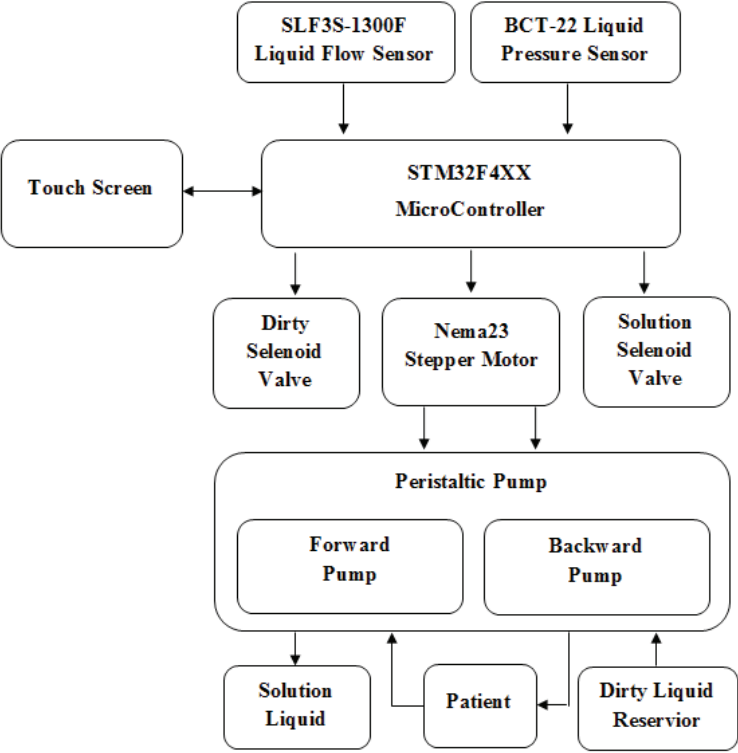 SLF3S-1300F
Liquid Flow Sensor
BCT-22 Liquid
Pressure Sensor
Touch Screen
STM32F4XX
MicroController
Dirty
Selenoid
Valve
Nema23
Stepper Motor
Solution
Selenoid
Valve
Peristaltic Pump
Forward
Pump
Backward
Pump
Solution
Liquid
Patient
Dirty Liquid
Reservior